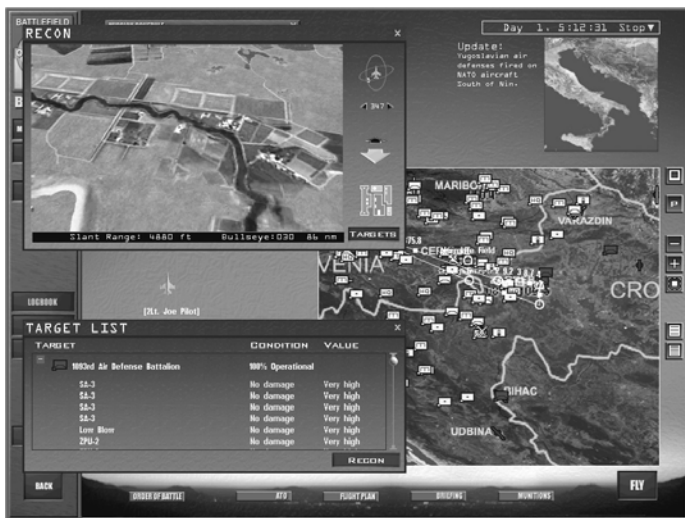 BATTLEFIELD
RECON
×
347
Slant Range: 4880 ft Bullseye:030 86 nm
TARGETS
Day 1, 5:12:31 Stop▼
Update:
Yugoslavian air
defenses fired on
NATO aircraft
South of Nin.
LOGBOOK
[2Lt. Joe Pilot]
MARIBO
VARAZDIN
VENIA
CRO
BIHAC
UDBINA
P
TARGET LIST
×
TARGET CONDITION VALUE
1093rd Air Defense Battalion 100% Operational
SA-3 No damage Very high
SA-3 No damage Very high
SA-3 No damage Very high
SA-3 No damage Very high
Low Blow No damage Very high
ZPU-2 No damage Very high
RECON
BACK
ORDER OF BATTLE
ATO
FLIGHT PLAN
BRIEFING
MUNITIONS
FLY